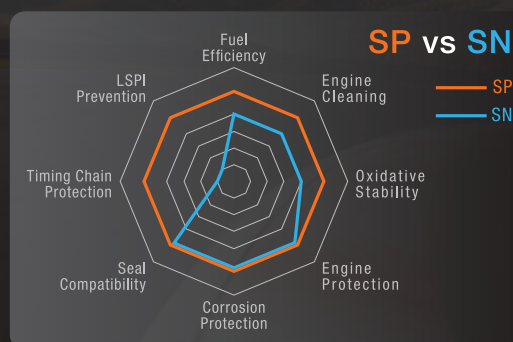 SP vs SN
SP
SN
Fuel
Efficiency
Engine
Cleaning
Oxidative
Stability
Engine
Protection
Corrosion
Protection
Seal
Compatibility
Timing Chain
Protection
LSPI
Prevention